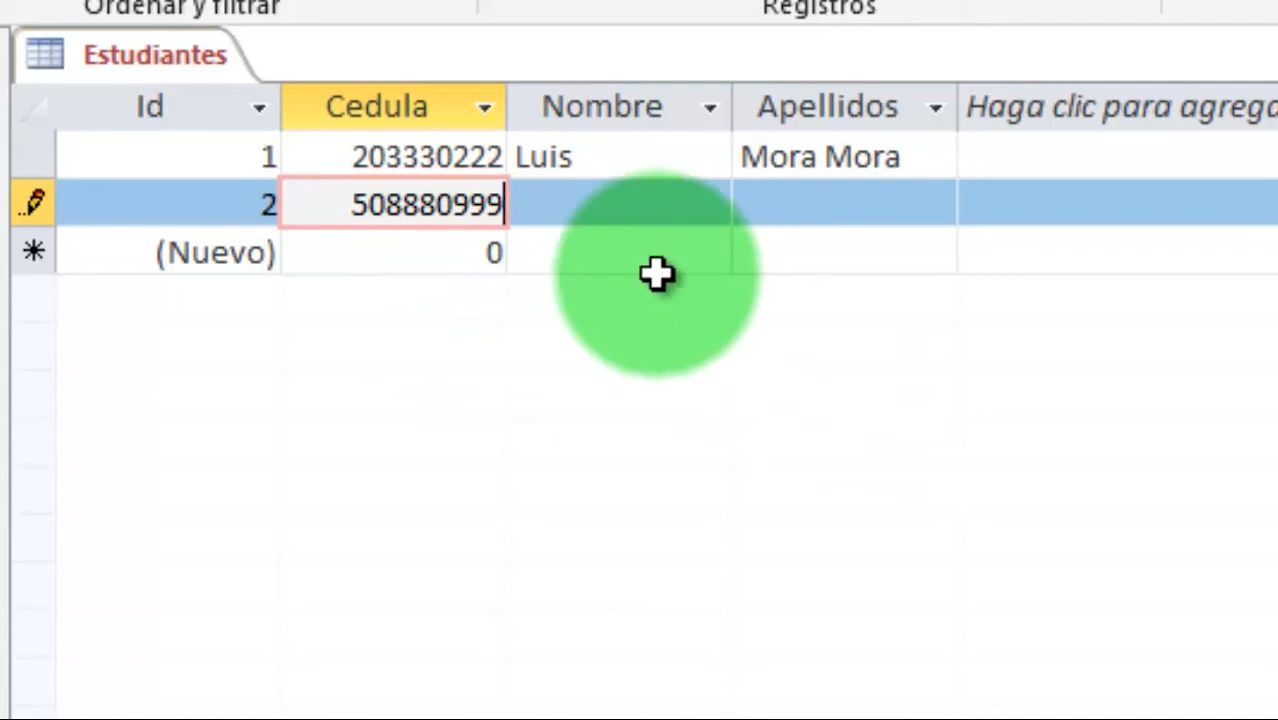 Ordenar y filtrar Registros
Estudiantes
Id Cedula Nombre Apellidos Haga clic para agrega
1 203330222 Luis Mora Mora
2 508880999
(Nuevo) 0